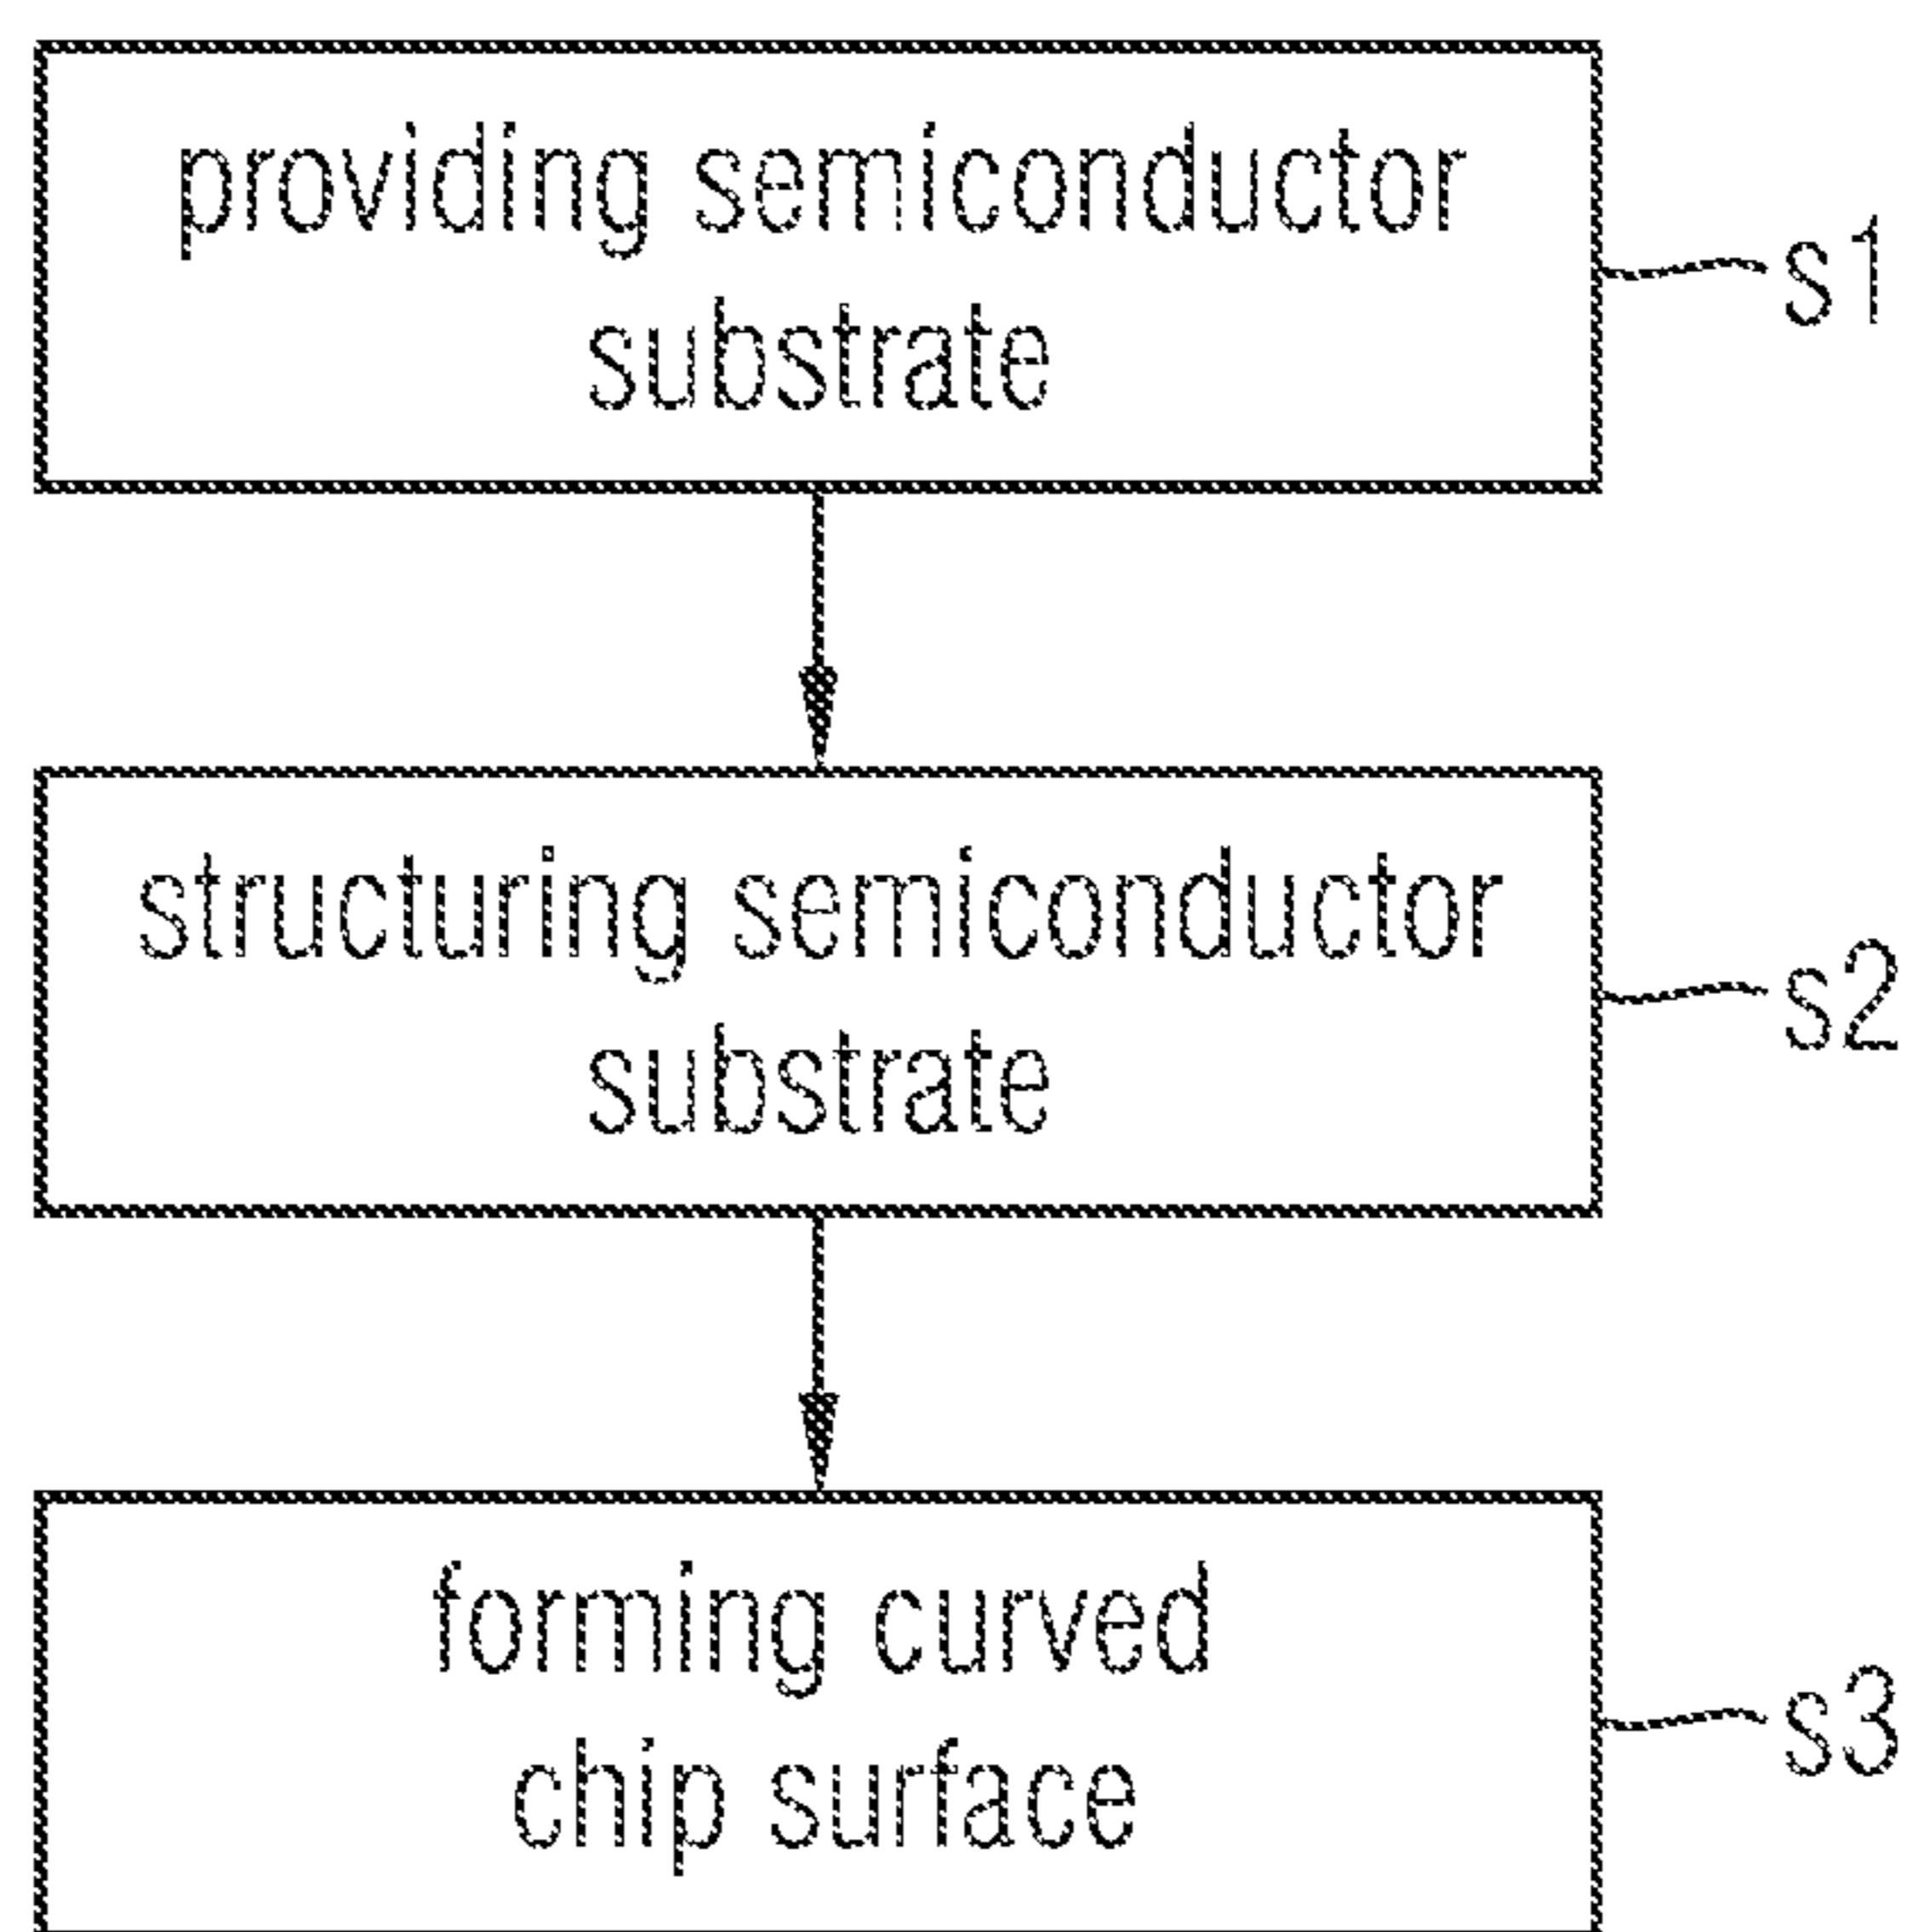 providing semiconductor
substrate
s1
structuring semiconductor
substrate
s2
forming curved
chip surface
s3